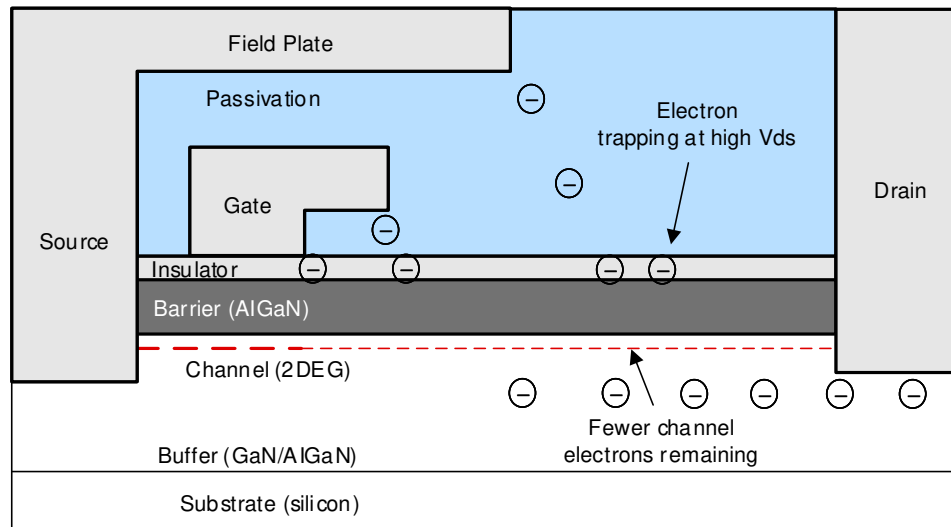 Field Plate
Passivation
Electron
trapping at high Vds
Gate
Drain
Source
Insulator
Barrier (AlGaN)
Channel (2DEG)
Fewer channel
electrons remaining
Buffer (GaN/AlGaN)
Substrate (silicon)